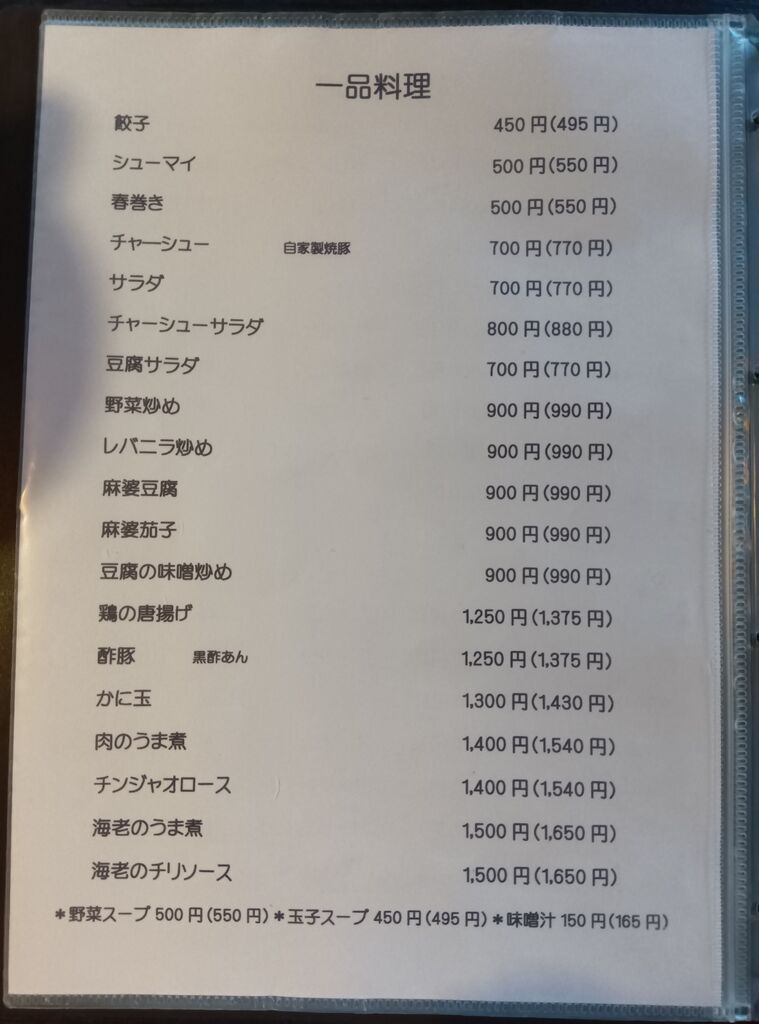 一品料理
餃子 450円(495円)
シューマイ 500円(550円)
春巻き 500円(550円)
チャーシュー 自家製焼豚 700円(770円)
サラダ 700円(770円)
チャーシューサラダ 800円(880円)
豆腐サラダ 700円(770円)
野菜炒め 900円(990円)
レバニラ炒め 900円(990円)
麻婆豆腐 900円(990円)
麻婆茄子 900円(990円)
豆腐の味噌炒め 900円(990円)
鶏の唐揚げ 1,250円(1,375円)
酢豚 黒酢あん 1,250円(1,375円)
かに玉 1,300円(1,430円)
肉のうま煮 1,400円(1,540円)
チンジャオロース 1,400円(1,540円)
海老のうま煮 1,500円(1,650円)
海老のチリソース 1,500円(1,650円)
＊野菜スープ 500円(550円)＊玉子スープ 450円(495円)＊味噌汁 150円(165円)